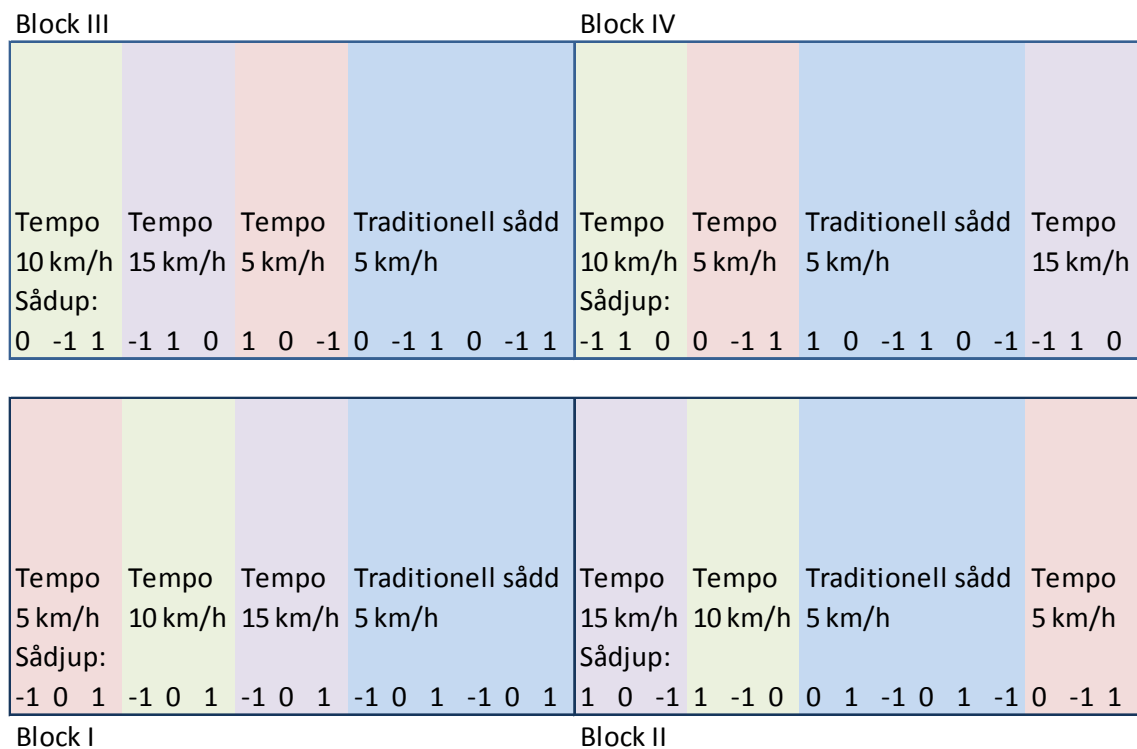 Block III Block IV
Tempo Tempo Tempo Traditionell sådd Tempo Tempo Traditionell sådd Tempo
10 km/h 15 km/h 5 km/h 5 km/h 10 km/h 5 km/h 5 km/h 15 km/h
Sådup: Sådjup:
0 -1 1 -1 1 0 1 0 -1 0 -1 1 0 -1 1 -1 1 0 0 -1 1 1 0 -1 1 0 -1 -1 1 0
Tempo Tempo Tempo Traditionell sådd Tempo Tempo Traditionell sådd Tempo
5 km/h 10 km/h 15 km/h 5 km/h 15 km/h 10 km/h 5 km/h 5 km/h
Sådjup: Sådjup:
-1 0 1 -1 0 1 -1 0 1 -1 0 1 -1 0 1 1 0 -1 1 -1 0 0 1 -1 0 1 -1 0 -1 1
Block I Block II